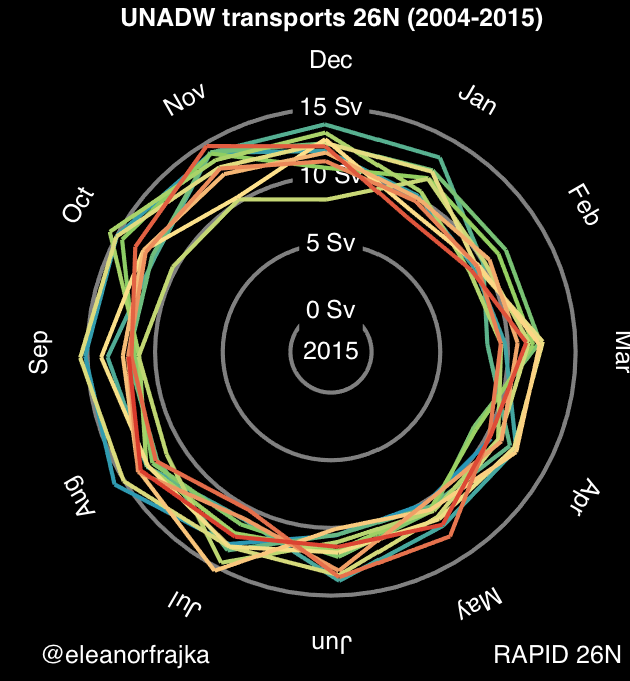 UNADW transports 26N (2004-2015)
Dec
Nov
Jan
15 Sv
Oct
10 Sv
Feb
5 Sv
0 Sv
Sep
2015
Mar
Aug
Apr
Jul
May
Jun
@eleanorfrajka
RAPID 26N